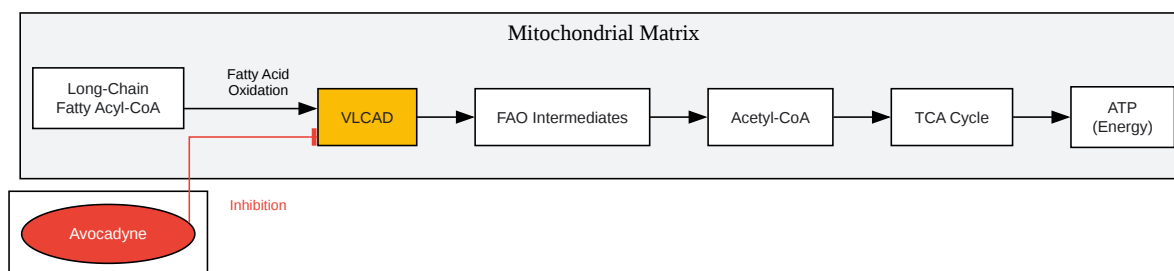 Mitochondrial Matrix
Long-Chain
Fatty Acyl-CoA
Fatty Acid
Oxidation
VLCAD
FAO Intermediates
Acetyl-CoA
TCA Cycle
ATP
(Energy)
Inhibition
Avocadyne